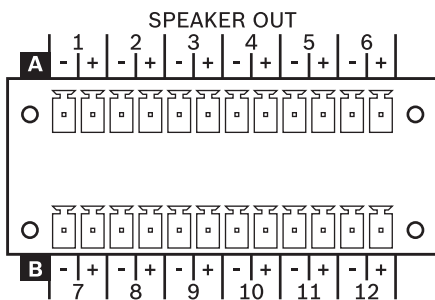 SPEAKER OUT
1 2 3 4 5 6
A - + - + - + - + - + - +
B - + - + - + - + - + - +
7 8 9 10 11 12